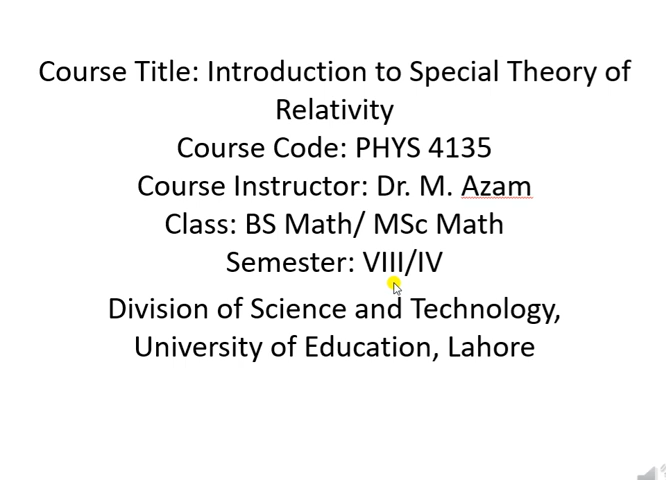 Course Title: Introduction to Special Theory of
Relativity
Course Code: PHYS 4135
Course Instructor: Dr. M. Azam
Class: BS Math/ MSc Math
Semester: VIII/IV
Division of Science and Technology,
University of Education, Lahore